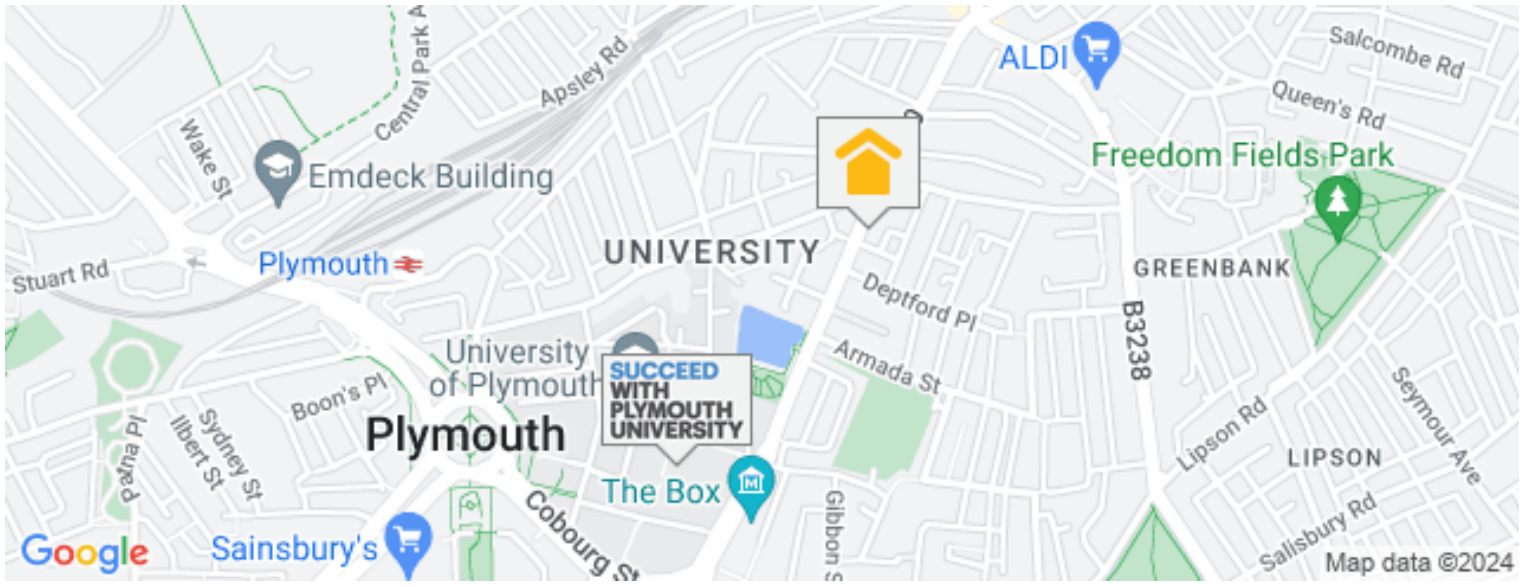 Salcombe Rd
ALDI
Apsley Rd
Central Park A
Queen's Rd
Wake St
Freedom Fields Park
Emdeck Building
UNIVERSITY
Plymouth
Stuart Rd
GREENBANK
Deptford Pl
B3238
University
of Plymouth
SUCCEED
WITH
PLYMOUTH
UNIVERSITY
Armada St
Boon's Pl
Seymour Ave
Plymouth
Sydney St
Ilbert St
Patna Pl
Lipson Rd
LIPSON
The Box
M
Gibbon S
Cobourg St
Salisbury Rd
Sainsbury's
Google
Map data ©2024